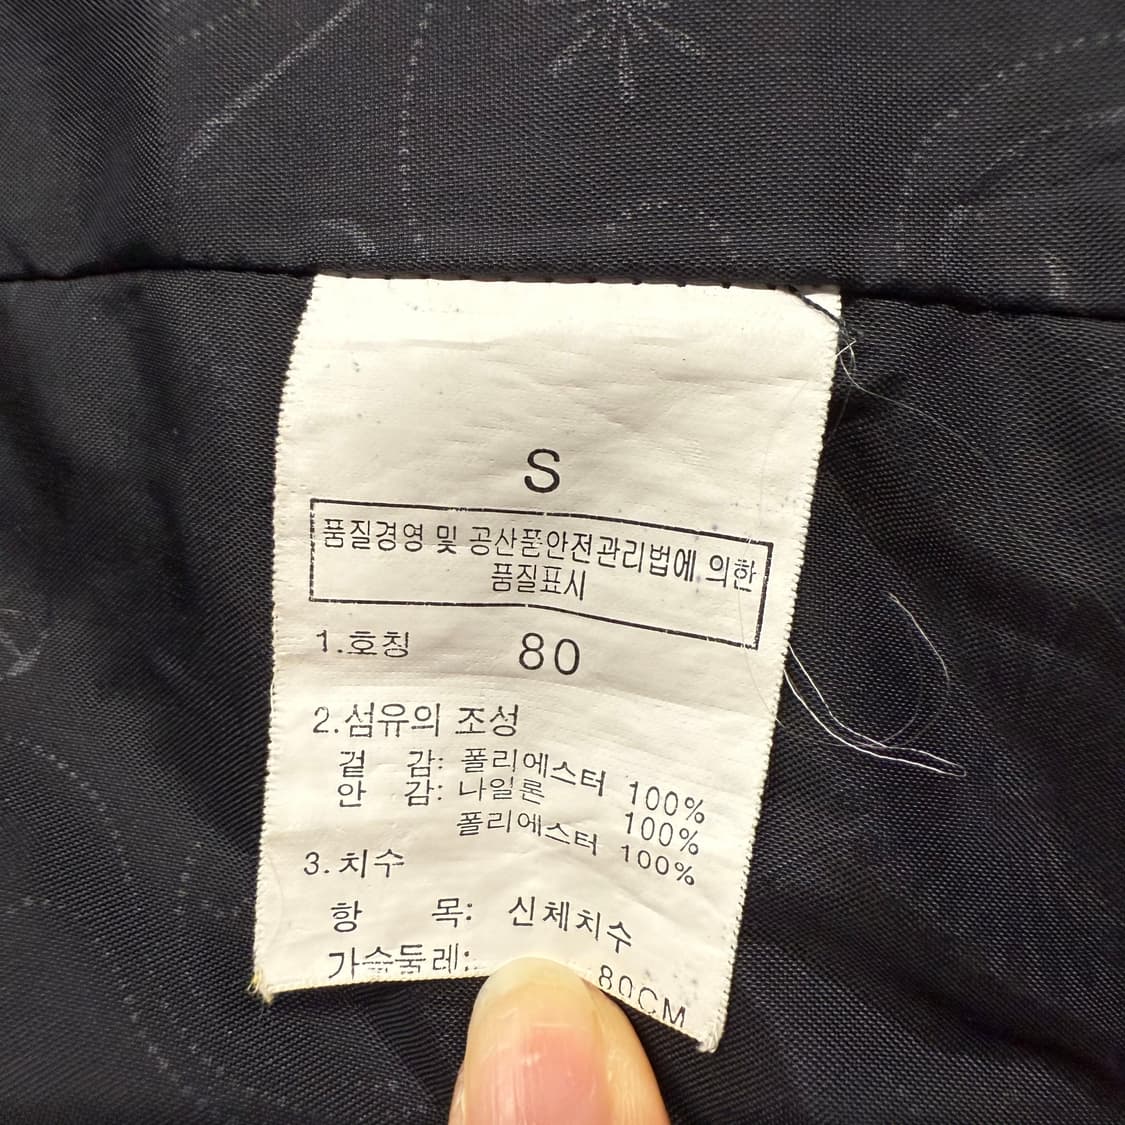 S
품질경영 및 공산품안전관리법에 의한
품질표시
1.호칭 80
2.섬유의 조성
겉 감: 폴리에스터 100%
안 감: 나일론 100%
폴리에스터 100%
3.치수
항 목: 신체치수
가슴둘레: 80CM